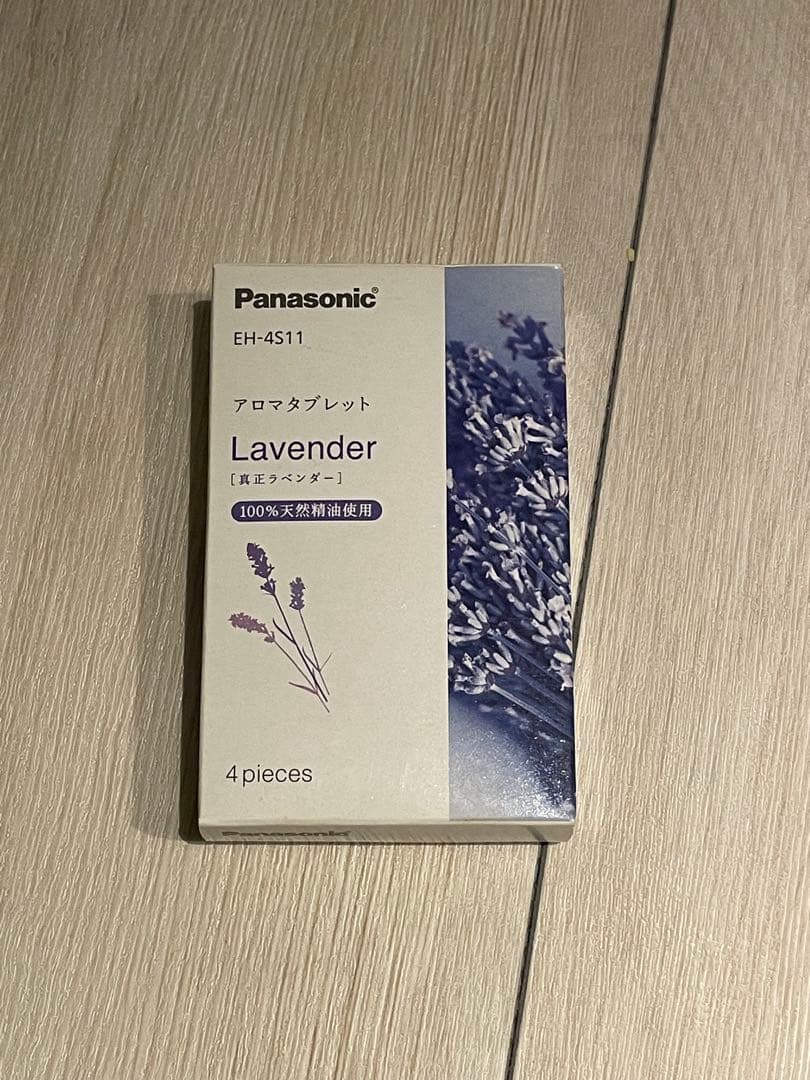 Panasonic®
EH-4S11
アロマタブレット
Lavender
[真正ラベンダー]
100%天然精油使用
4 pieces
Panasonic